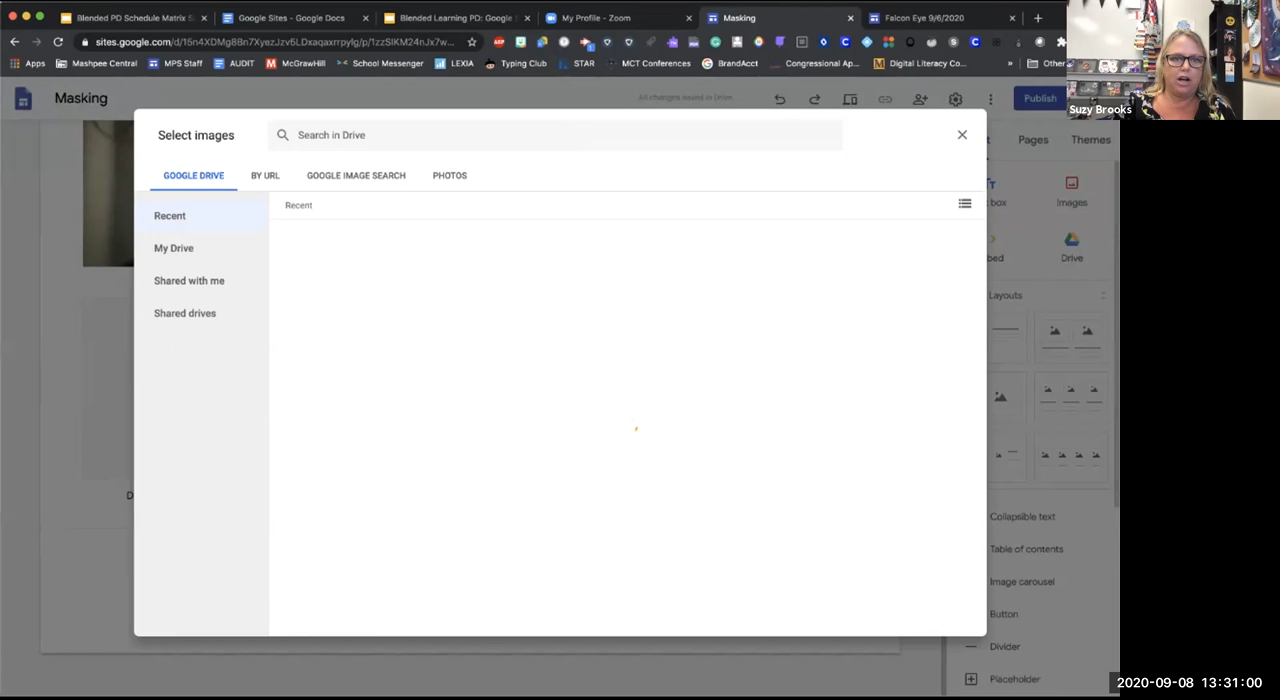 Blended PD Schedule Matrix S
Google Sites - Google Docs
Blended Learning PD: Google S
My Profile - Zoom
Masking
Falcon Eye 9/6/2020
sites.google.com/d/
Apps
Mashpee Central
MPS Staff
AUDIT
McGrawHill
School Messenger
LEXIA
Typing Club
STAR
MCT Conferences
BrandAcct
Congressional Ap...
Digital Literacy Co...
»
Other
Masking
All changes saved in Drive
Publish
Suzy Brooks
Select images
Search in Drive
GOOGLE DRIVE
BY URL
GOOGLE IMAGE SEARCH
PHOTOS
Recent
My Drive
Shared with me
Shared drives
Recent
Pages
Themes
box
Images
bed
Drive
Layouts
D
Collapsible text
Table of contents
Image carousel
Button
Divider
Placeholder
2020-09-08 13:31:00